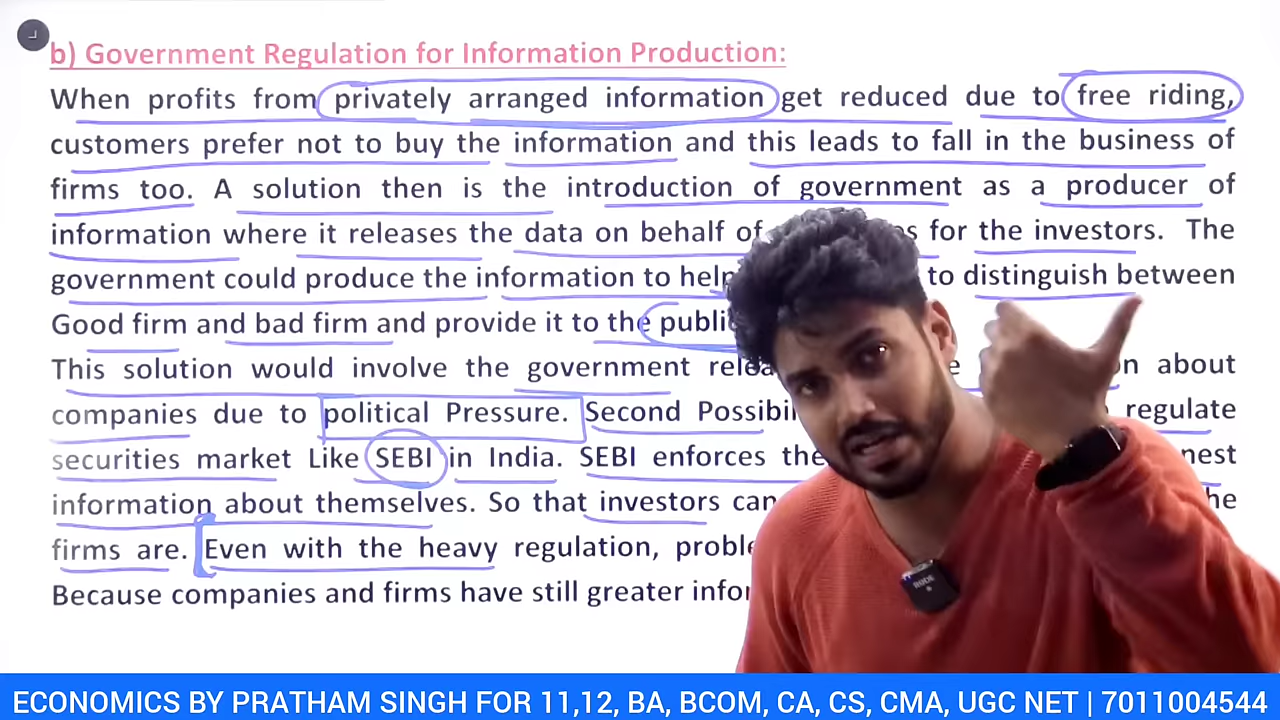 b) Government Regulation for Information Production:
When profits from privately arranged information get reduced due to free riding,
customers prefer not to buy the information and this leads to fall in the business of
firms too. A solution then is the introduction of government as a producer of
information where it releases the data on behalf of for the investors. The
government could produce the information to help to distinguish between
Good firm and bad firm and provide it to the
This solution would involve the government about
companies due to political Pressure. Second regulate
securities market Like SEBI in India. SEBI enforces
information about themselves. So that investors
firms are. Even with the heavy regulation,
Because companies and firms have still greater
RODE
ECONOMICS BY PRATHAM SINGH FOR 11,12, BA, BCOM, CA, CS, CMA, UGC NET | 7011004544